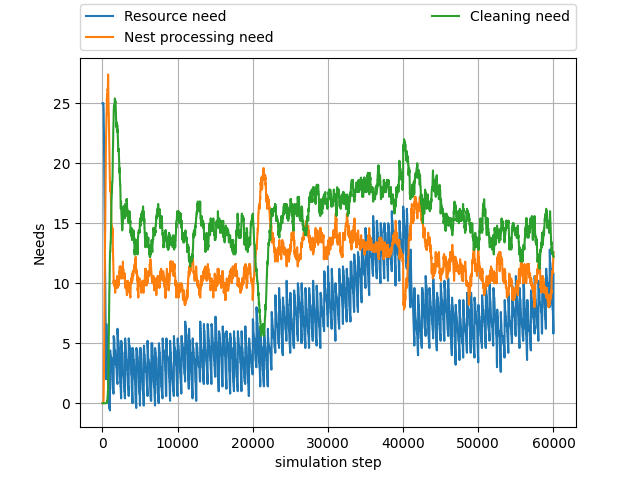 Resource need
Nest processing need
Cleaning need
Needs
25
20
15
10
5
0
0 10000 20000 30000 40000 50000 60000
simulation step